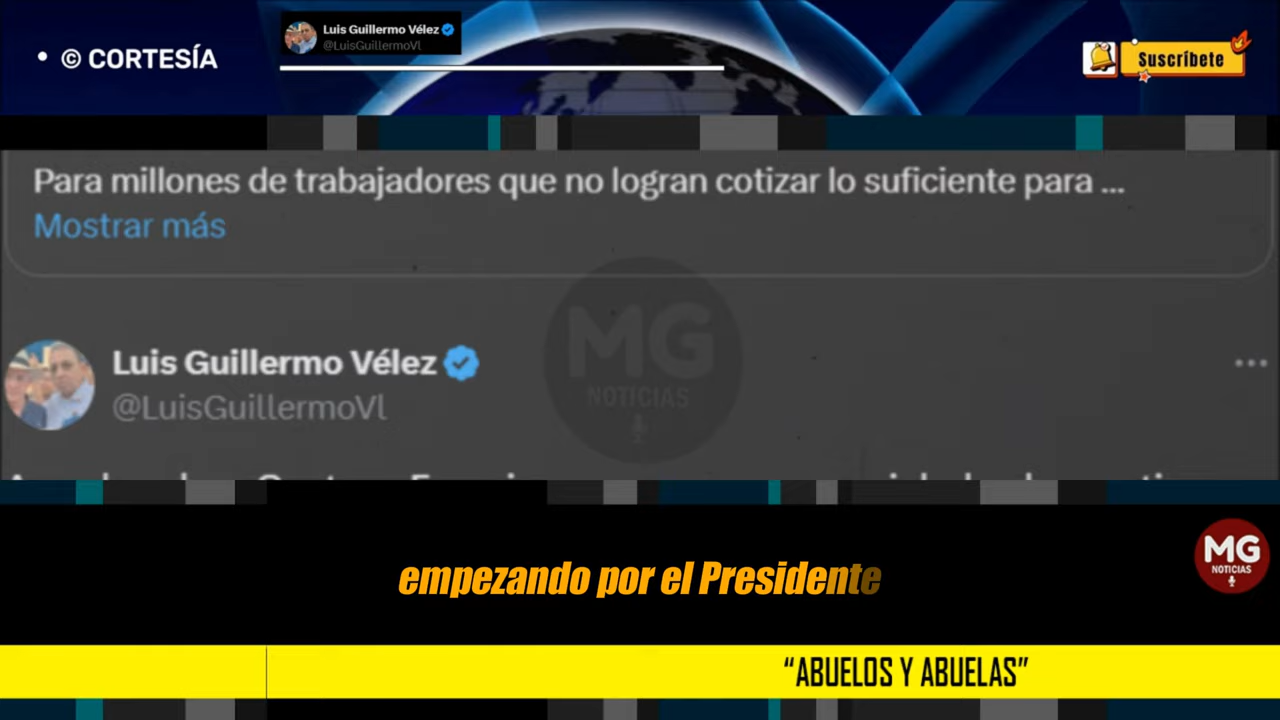 • © CORTESÍA
Luis Guillermo Vélez
@LuisGuillermoVl
Suscríbete
Para millones de trabajadores que no logran cotizar lo suficiente para ...
Mostrar más
MG
NOTICIAS
Luis Guillermo Vélez
@LuisGuillermoVl
empezando por el Presidente
MG
NOTICIAS
“ABUELOS Y ABUELAS”